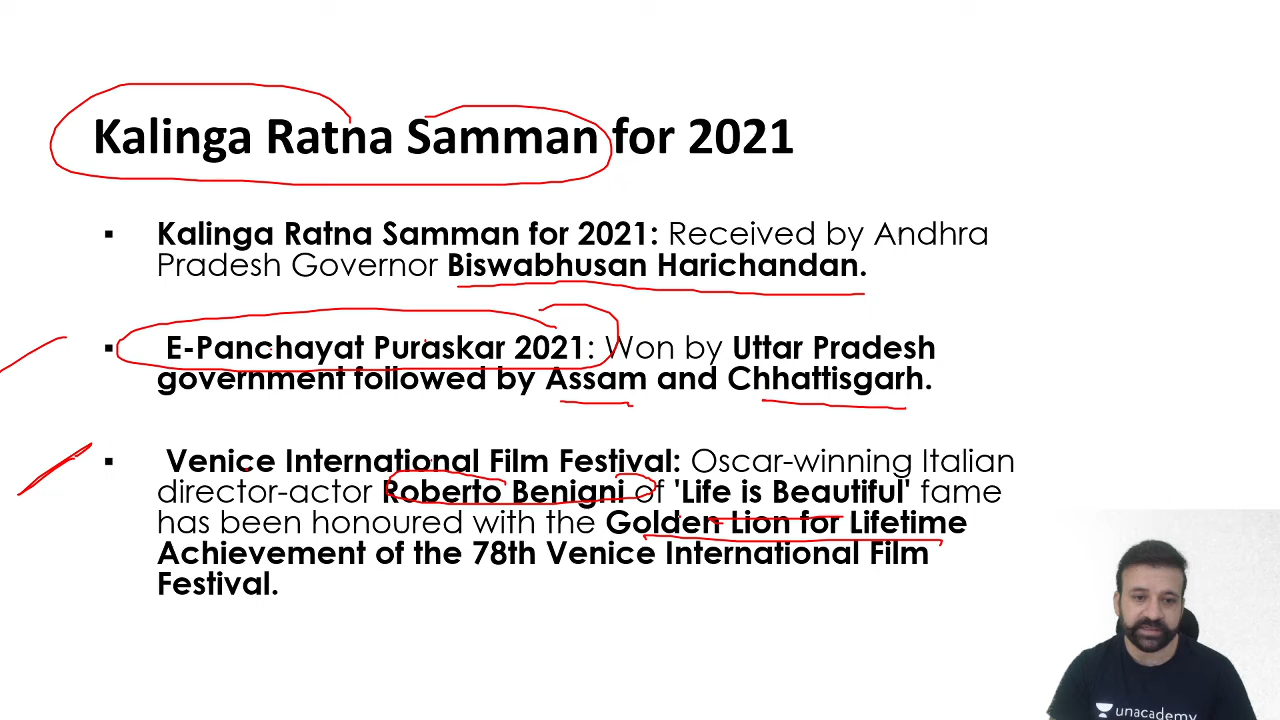 Kalinga Ratna Samman for 2021
▪ Kalinga Ratna Samman for 2021: Received by Andhra
Pradesh Governor Biswabhusan Harichandan.
▪ E-Panchayat Puraskar 2021: Won by Uttar Pradesh
government followed by Assam and Chhattisgarh.
▪ Venice International Film Festival: Oscar-winning Italian
director-actor Roberto Benigni of 'Life is Beautiful' fame
has been honoured with the Golden Lion for Lifetime
Achievement of the 78th Venice International Film
Festival.
unacademy